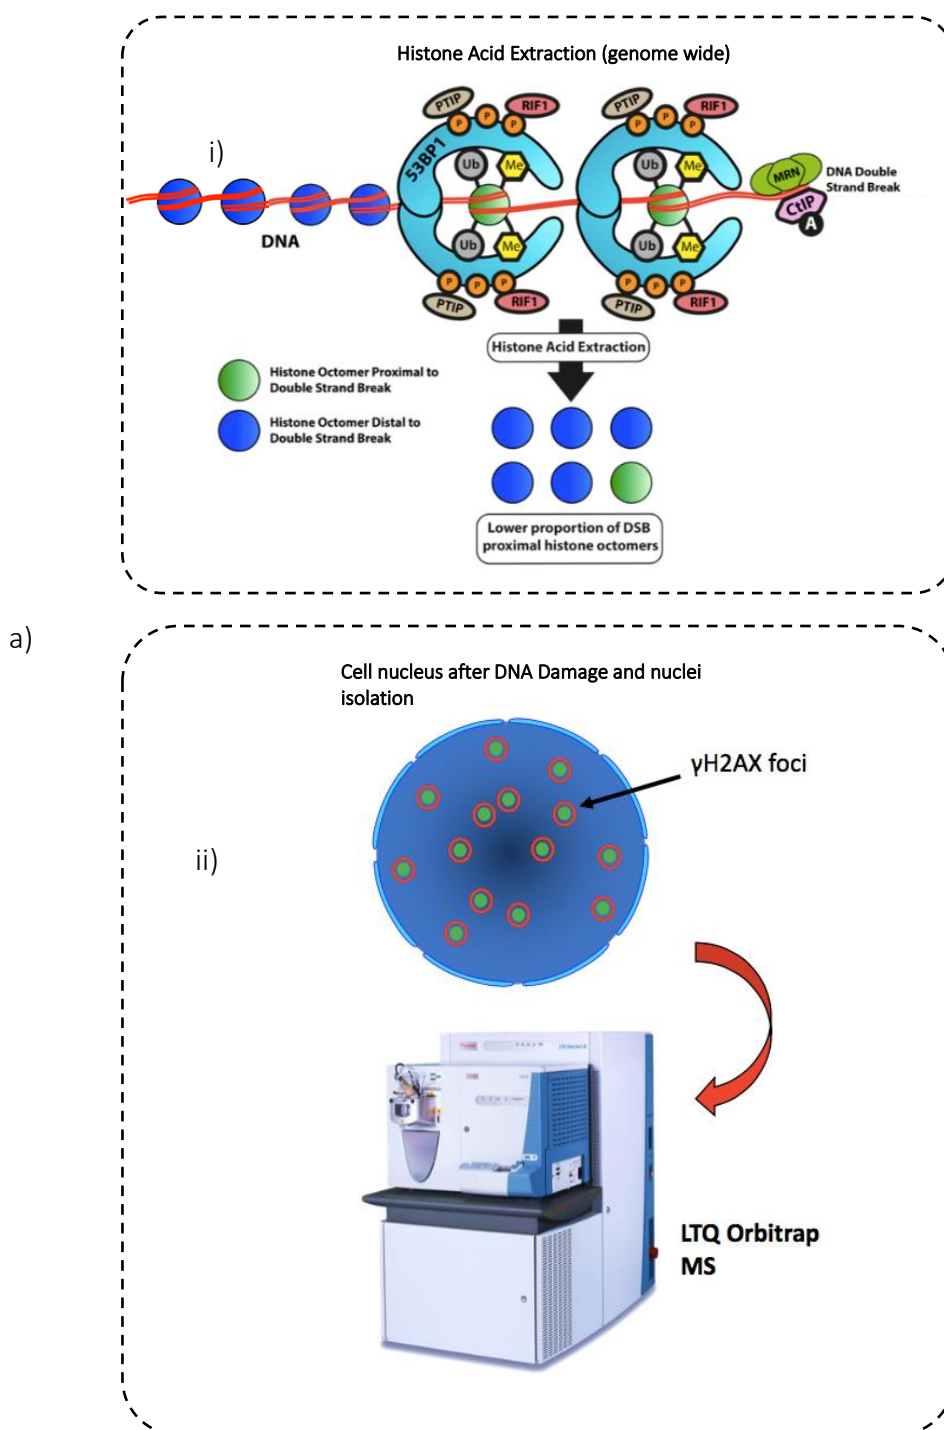 Histone Acid Extraction (genome wide)
i)
PTIP P P P RIF1
PTIP P P P RIF1
53BP1
Ub Me
Ub Me
MRN
DNA Double
Strand Break
CtIP
A
DNA
Ub Me
Ub Me
P P P
P P P
PTIP RIF1
PTIP RIF1
Histone Acid Extraction
Histone Octomer Proximal to
Double Strand Break
Histone Octomer Distal to
Double Strand Break
Lower proportion of DSB
proximal histone octomers
a)
Cell nucleus after DNA Damage and nuclei
isolation
γH2AX foci
ii)
LTQ Orbitrap
MS